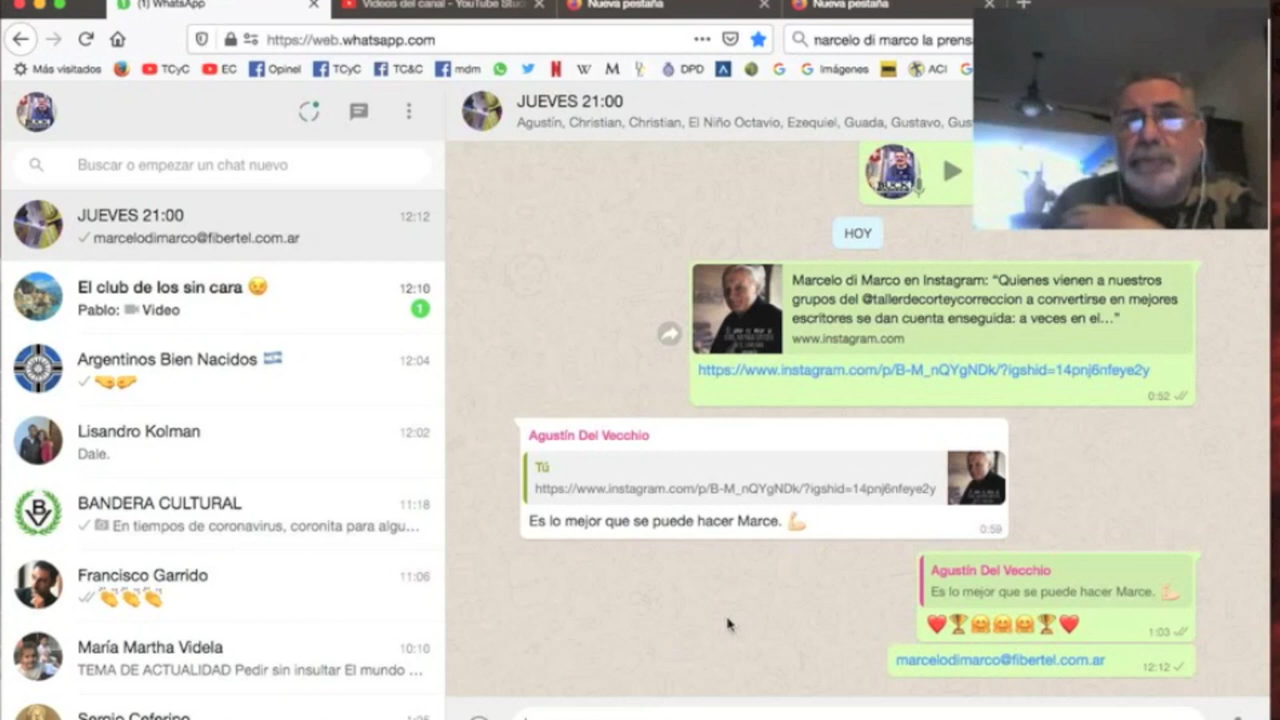 (1) WhatsApp
Videos del canal - YouTube Stu
Nueva pestaña
Nueva pestaña
https://web.whatsapp.com
narcelo di marco la prens
Más visitados
TCyC
EC
Opinel
TCyC
TC&C
mdm
DPD
Imágenes
ACI
JUEVES 21:00
Agustín, Christian, Christian, El Niño Octavio, Ezequiel, Guada, Gustavo, Gus
Buscar o empezar un chat nuevo
JUEVES 21:00
12:12
marcelodimarco@fibertel.com.ar
El club de los sin cara 😉
12:10
Pablo: Video
1
Argentinos Bien Nacidos 🇦🇷
12:04
🤜🤛
Lisandro Kolman
12:02
Dale.
BANDERA CULTURAL
11:18
En tiempos de coronavirus, coronita para algu...
Francisco Garrido
11:06
👏👏👏
María Martha Videla
10:10
TEMA DE ACTUALIDAD Pedir sin insultar El mundo ...
Sergio Ceferino
HOY
Marcelo di Marco en Instagram: “Quienes vienen a nuestros
grupos del @tallerdecorteycorreccion a convertirse en mejores
escritores se dan cuenta enseguida: a veces en el...”
www.instagram.com
https://www.instagram.com/p/B-M_nQYgNDk/?igshid=14pnj6nfeye2y
0:52
Agustín Del Vecchio
Tú
https://www.instagram.com/p/B-M_nQYgNDk/?igshid=14pnj6nfeye2y
Es lo mejor que se puede hacer Marce. 💪🏻
0:59
Agustín Del Vecchio
Es lo mejor que se puede hacer Marce. 💪🏻
❤️🏆🤗🤗🤗🏆❤️
1:03
marcelodimarco@fibertel.com.ar
12:12